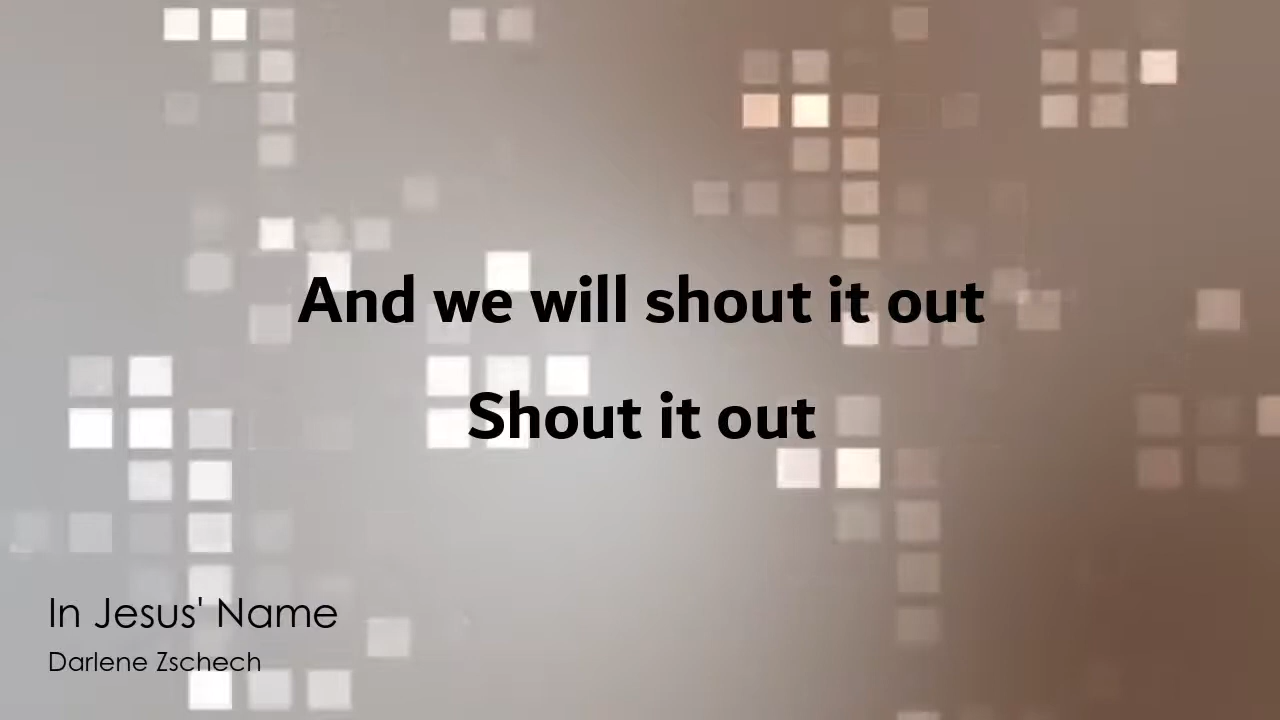 And we will shout it out
Shout it out
In Jesus' Name
Darlene Zschech